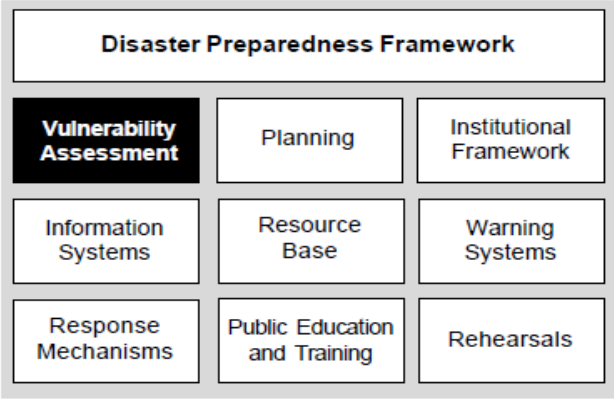 Disaster Preparedness Framework
Vulnerability
Assessment
Planning
Institutional
Framework
Information
Systems
Resource
Base
Warning
Systems
Response
Mechanisms
Public Education
and Training
Rehearsals